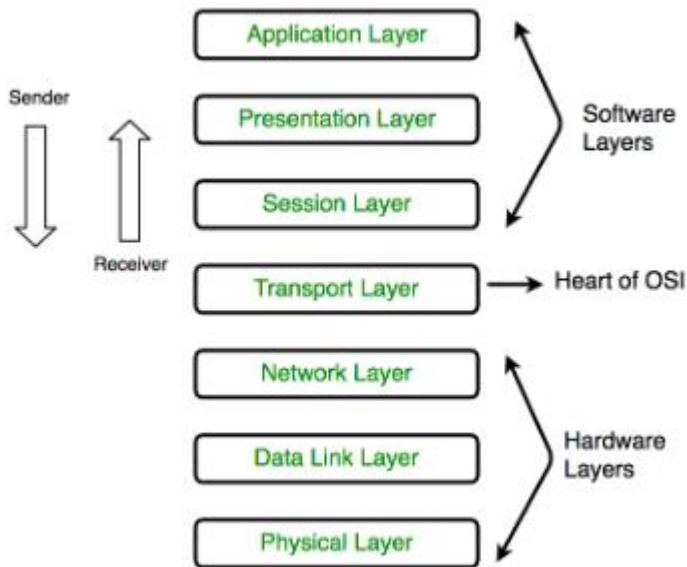 Application Layer
Sender
Presentation Layer
Software
Layers
Session Layer
Receiver
Transport Layer
Heart of OSI
Network Layer
Data Link Layer
Hardware
Layers
Physical Layer